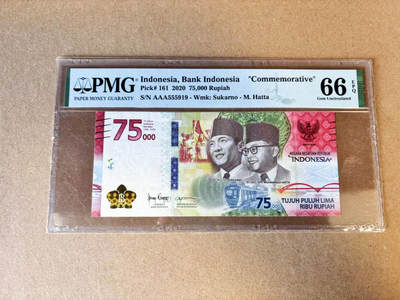 PMG
PAPER MONEY GUARANTY
Indonesia, Bank Indonesia "Commemorative"
Pick# 161 2020 75,000 Rupiah
S/N AAA555919 - Wmk: Sukarno - M. Hatta
66 EPQ
Gem Uncirculated
75000
NEGARA KESATUAN REPUBLIK
INDONESIA
75000
TUJUH PULUH LIMA
RIBU RUPIAH